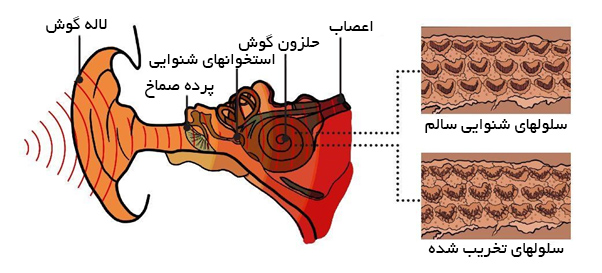 اعصاب
لاله گوش
حلزون گوش
استخوانهای شنوایی
پرده صماخ
سلولهای شنوایی سالم
سلولهای تخریب شده